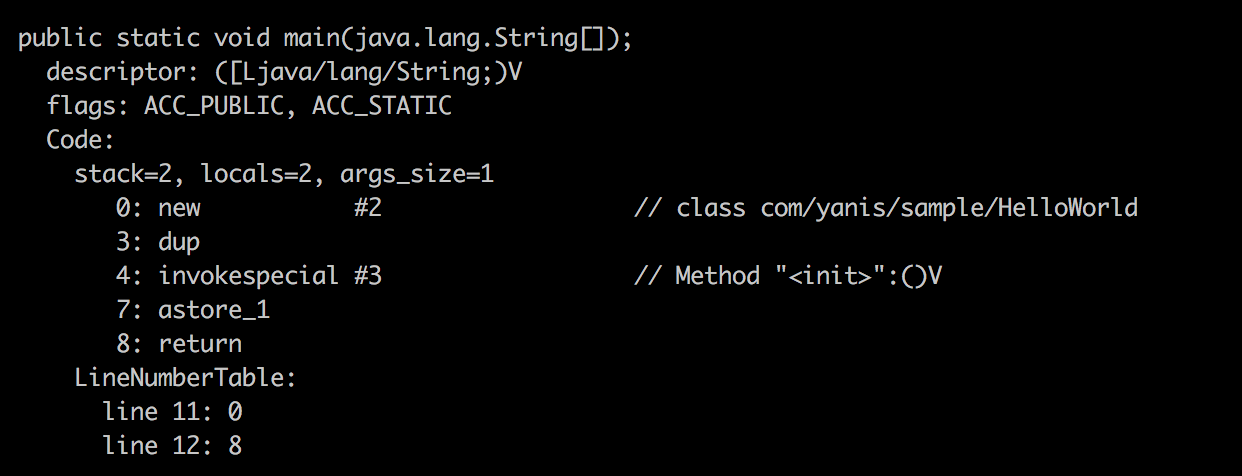 public static void main(java.lang.String[]);
descriptor: ([Ljava/lang/String;)V
flags: ACC_PUBLIC, ACC_STATIC
Code:
stack=2, locals=2, args_size=1
0: new #2 // class com/yanis/sample/HelloWorld
3: dup
4: invokespecial #3 // Method "<init>":()V
7: astore_1
8: return
LineNumberTable:
line 11: 0
line 12: 8